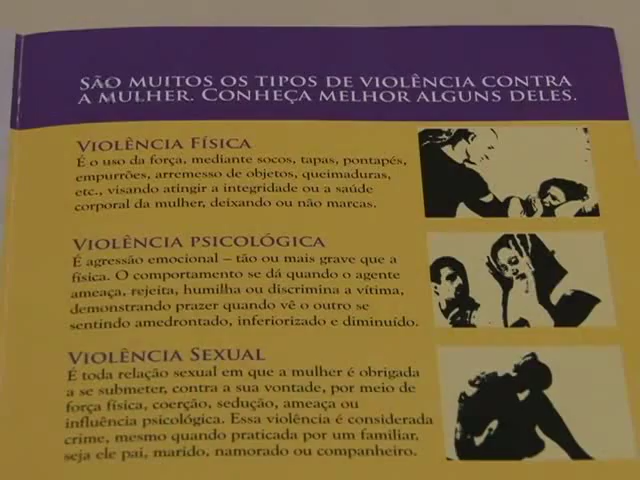 SÃO MUITOS OS TIPOS DE VIOLÊNCIA CONTRA
A MULHER. CONHEÇA MELHOR ALGUNS DELES.
VIOLÊNCIA FÍSICA
É o uso da força, mediante socos, tapas, pontapés,
empurrões, arremesso de objetos, queimaduras,
etc., visando atingir a integridade ou a saúde
corporal da mulher, deixando ou não marcas.
VIOLÊNCIA PSICOLÓGICA
É agressão emocional – tão ou mais grave que a
física. O comportamento se dá quando o agente
ameaça, rejeita, humilha ou discrimina a vítima,
demonstrando prazer quando vê o outro se
sentindo amedrontado, inferiorizado e diminuído.
VIOLÊNCIA SEXUAL
É toda relação sexual em que a mulher é obrigada
a se submeter, contra a sua vontade, por meio de
força física, coerção, sedução, ameaça ou
influência psicológica. Essa violência é considerada
crime, mesmo quando praticada por um familiar,
seja ele pai, marido, namorado ou companheiro.